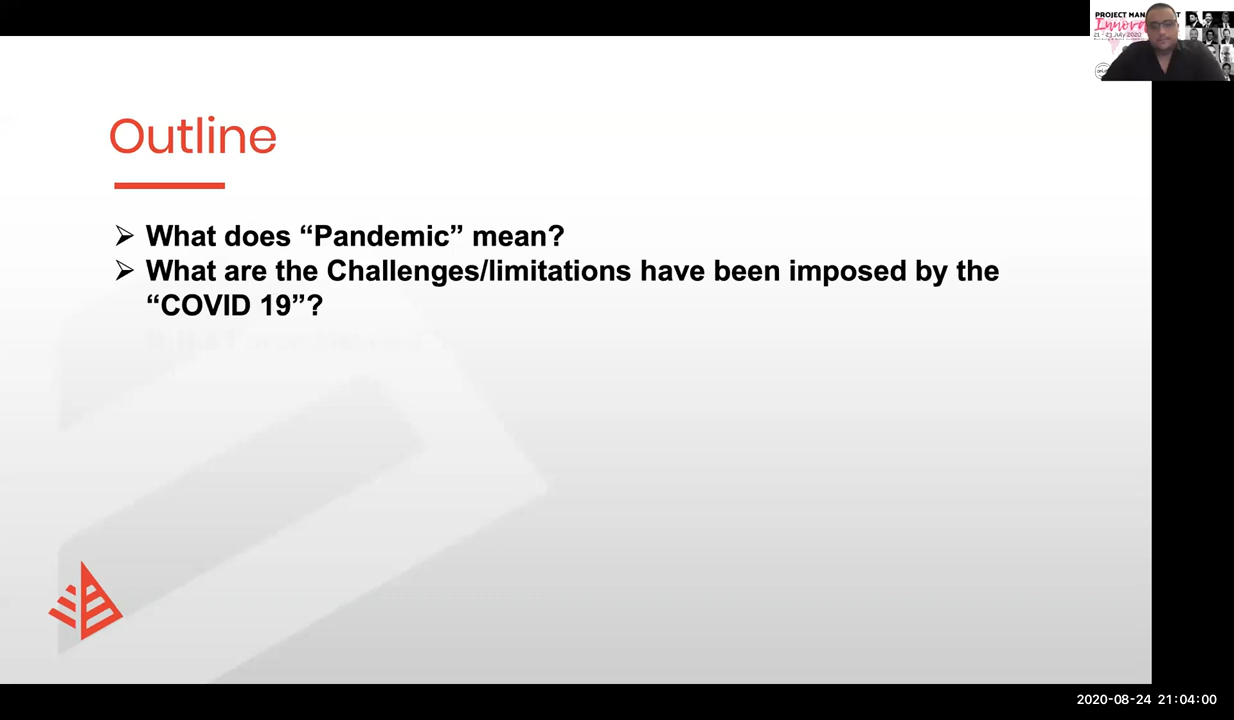 PROJECT MAN
Innova
21 - 23 July 2020
Outline
➢ What does “Pandemic” mean?
➢ What are the Challenges/limitations have been imposed by the
“COVID 19”?
2020-08-24 21:04:00